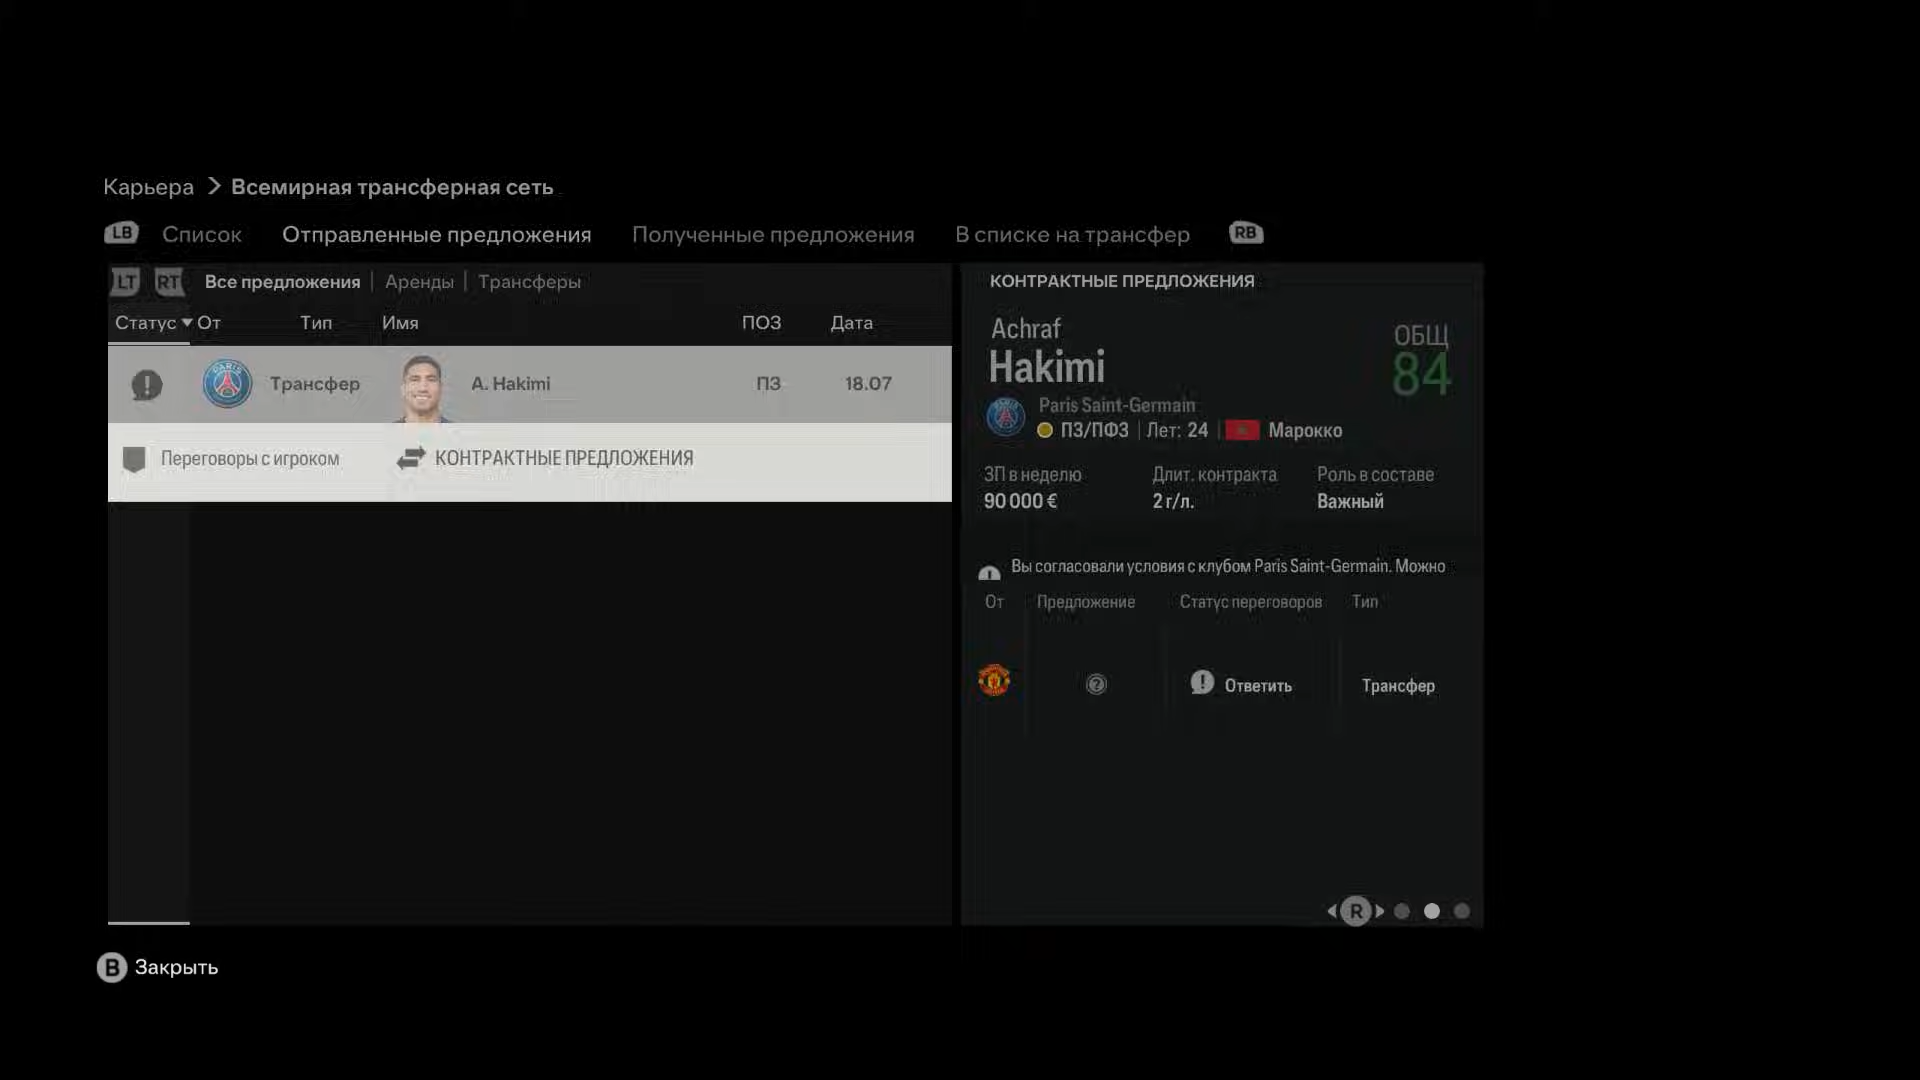 Карьера > Всемирная трансферная сеть
LB Список Отправленные предложения Полученные предложения В списке на трансфер RB
LT RT Все предложения | Аренды | Трансферы
Статус От Тип Имя ПОЗ Дата
Трансфер A. Hakimi ПЗ 18.07
Переговоры с игроком КОНТРАКТНЫЕ ПРЕДЛОЖЕНИЯ
КОНТРАКТНЫЕ ПРЕДЛОЖЕНИЯ
Achraf
Hakimi
ОБЩ
84
Paris Saint-Germain
ПЗ/ПФЗ | Лет: 24 | Марокко
ЗП в неделю Длит. контракта Роль в составе
90 000 € 2 г/л. Важный
Вы согласовали условия с клубом Paris Saint-Germain. Можно
От Предложение Статус переговоров Тип
Ответить Трансфер
R
B Закрыть